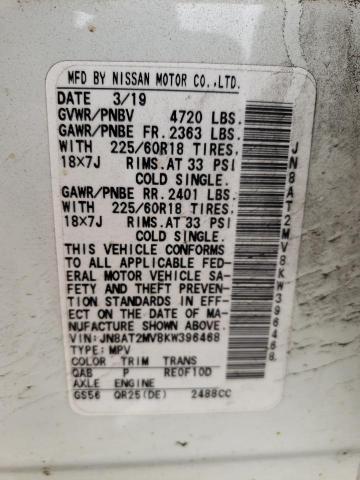 MFD BY NISSAN MOTOR CO.,LTD.
DATE 3/19
GVWR/PNBV 4720 LBS.
GAWR/PNBE FR. 2363 LBS.
WITH 225/60R18 TIRES,
18X7J RIMS.AT 33 PSI
COLD SINGLE.
GAWR/PNBE RR. 2401 LBS.
WITH 225/60R18 TIRES,
18X7J RIMS.AT 33 PSI
COLD SINGLE.
THIS VEHICLE CONFORMS
TO ALL APPLICABLE FED-
ERAL MOTOR VEHICLE SA-
FETY AND THEFT PREVENTION
STANDARDS IN EFF-
ECT ON THE DATE OF MA-
NUFACTURE SHOWN ABOVE.
VIN:JN8AT2MV8KW396468
TYPE:MPV
COLOR TRIM TRANS
QAB P RE0F10D
AXLE ENGINE
GS56 QR25(DE) 2488CC
JN8AT2MV8KW396468